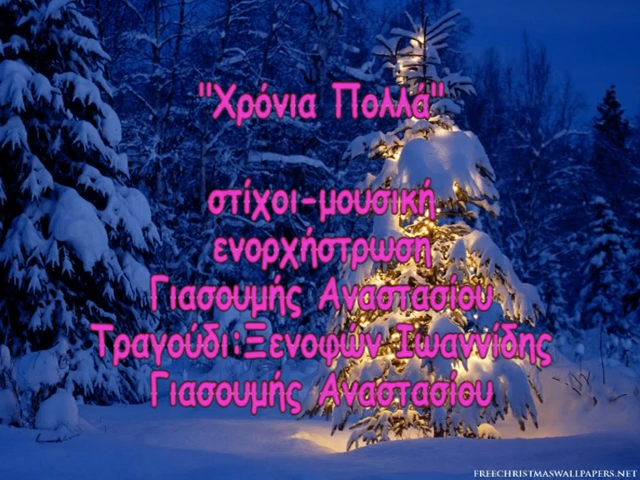 "Χρόνια Πολλά"
στίχοι-μουσική
ενορχήστρωση
Γιασουμής Αναστασίου
Τραγούδι:Ξενοφών Ιωαννίδης
Γιασουμής Αναστασίου
FREECHRISTMASWALLPAPERS.NET